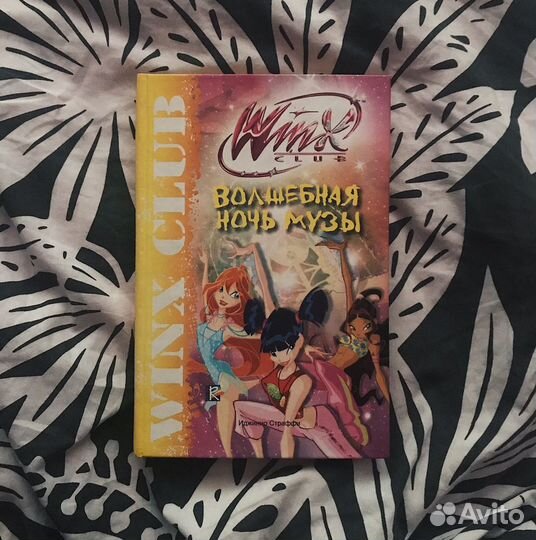 WINX CLUB
WinX
CLUB
ВОЛШЕБНАЯ
НОЧЬ МУЗЫ
Иджинио Страффи
Avito